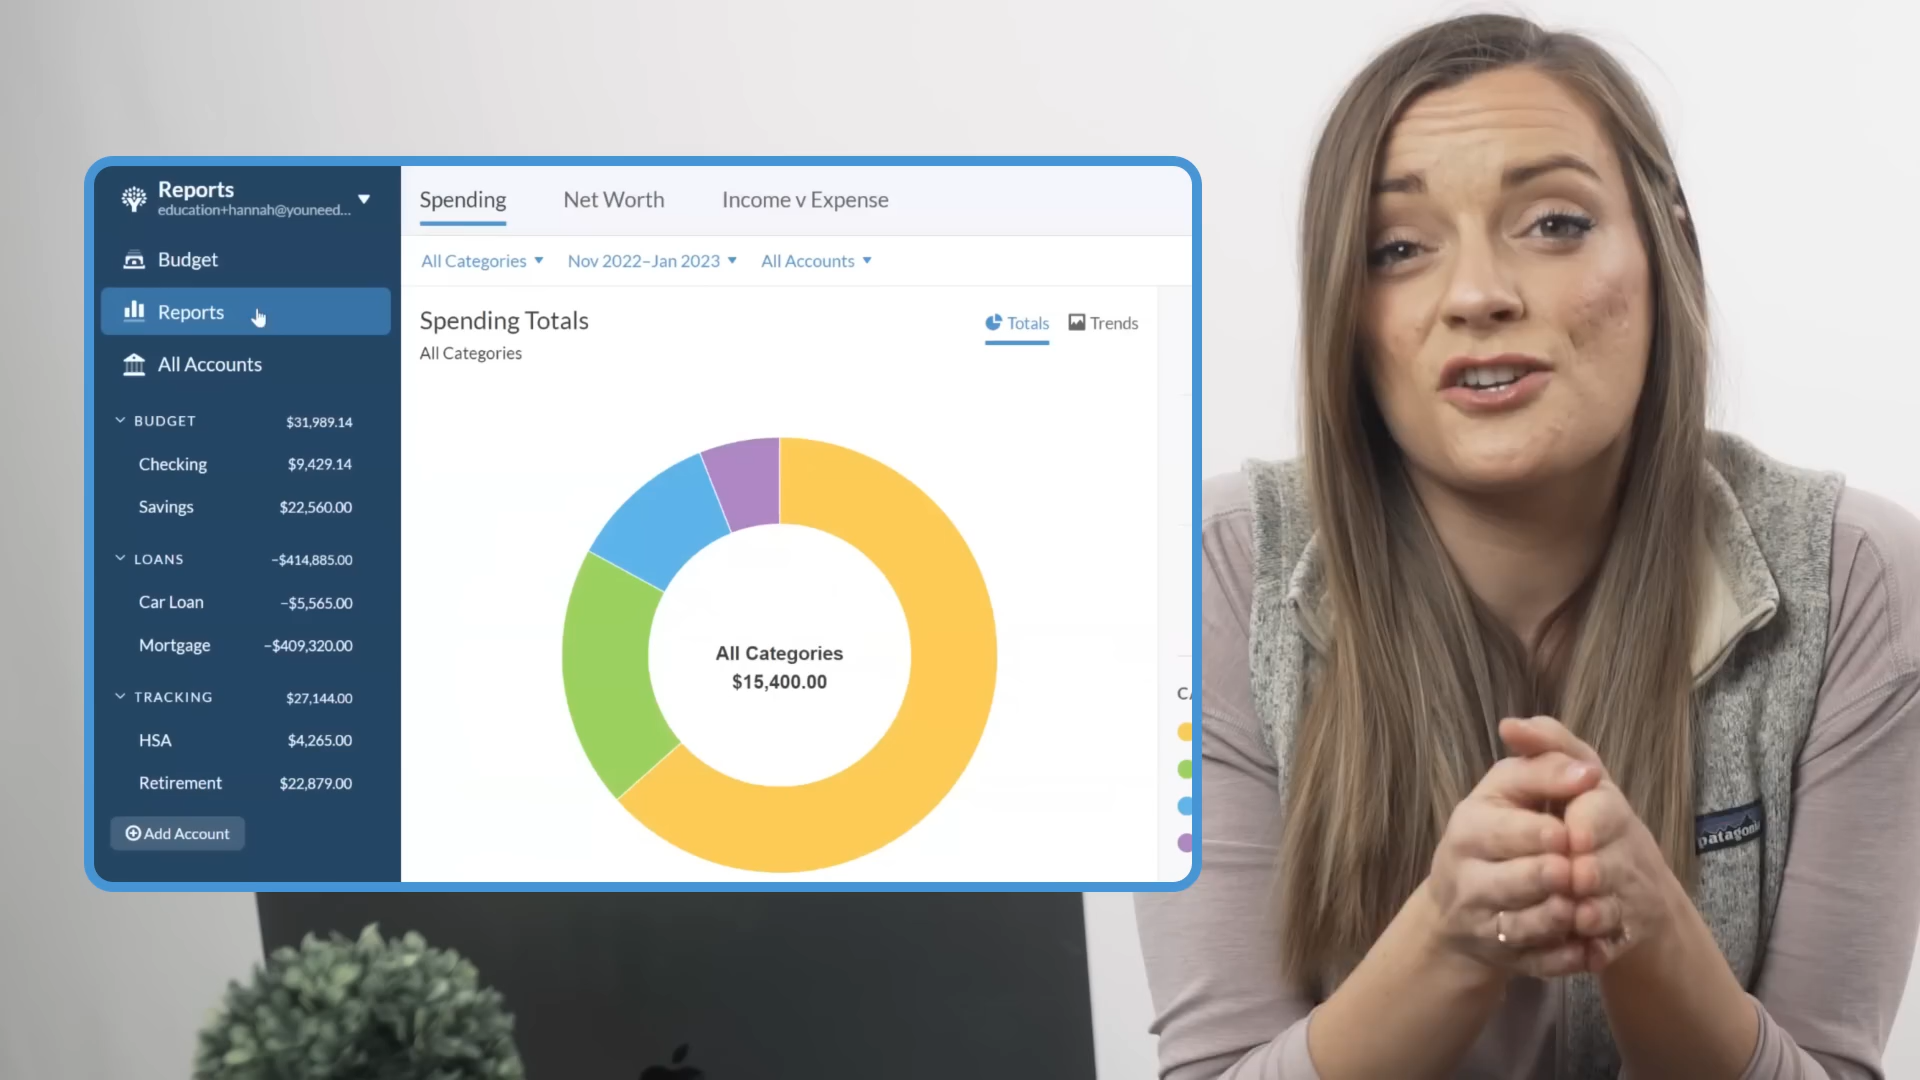 Reports
education+hannah@youneed...
Budget
Reports
All Accounts
BUDGET $31,989.14
Checking $9,429.14
Savings $22,560.00
LOANS −$414,885.00
Car Loan −$5,565.00
Mortgage −$409,320.00
TRACKING $27,144.00
HSA $4,265.00
Retirement $22,879.00
Add Account
Spending Net Worth Income v Expense
All Categories Nov 2022–Jan 2023 All Accounts
Spending Totals
All Categories
Totals Trends
All Categories
$15,400.00
patagonia